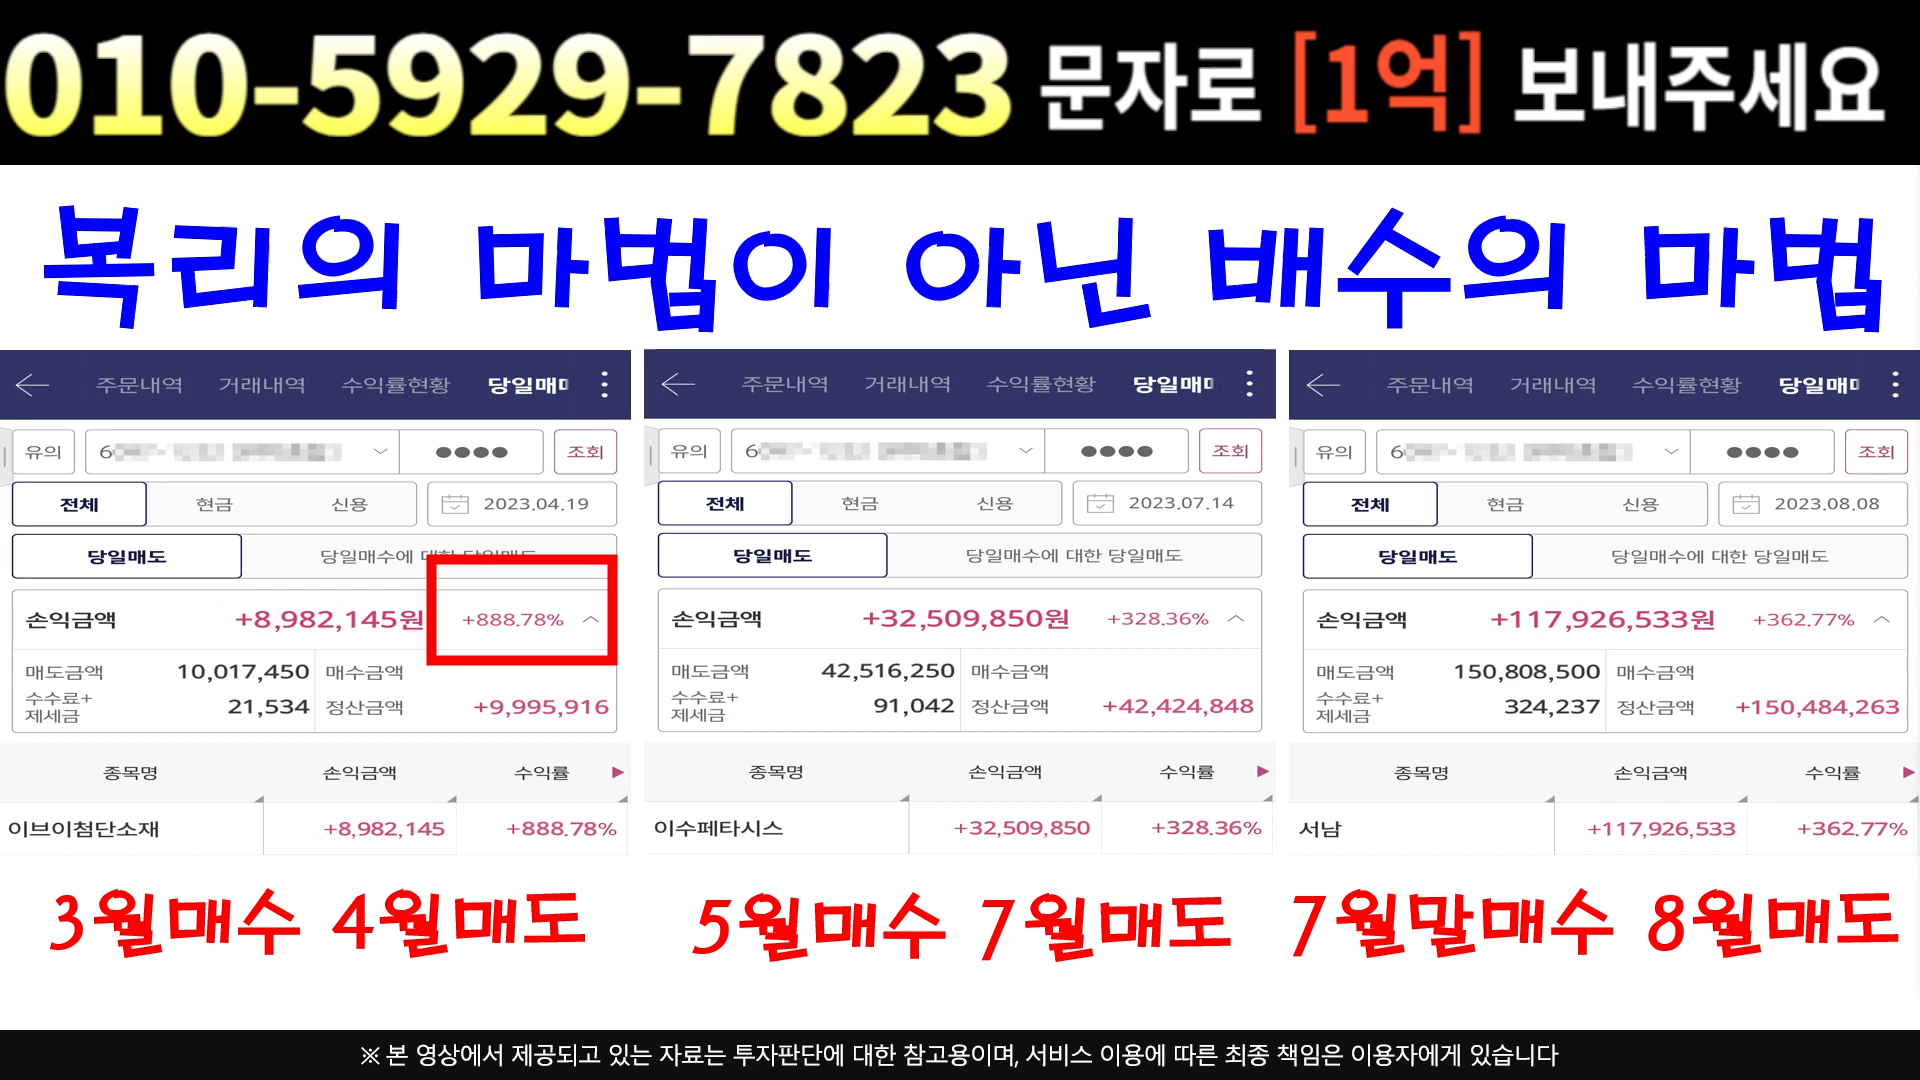 010-5929-7823 문자로 [1억] 보내주세요
복리의 마법이 아닌 배수의 마법
주문내역 거래내역 수익률현황 당일매
유의 6 ●●●● 조회
전체 현금 신용 2023.04.19
당일매도 당일매수에 대한 당일매도
손익금액 +8,982,145원 +888.78%
매도금액 10,017,450 매수금액
수수료+
제세금 21,534 정산금액 +9,995,916
종목명 손익금액 수익률
이브이첨단소재 +8,982,145 +888.78%
3월매수 4월매도
주문내역 거래내역 수익률현황 당일매
유의 6 ●●●● 조회
전체 현금 신용 2023.07.14
당일매도 당일매수에 대한 당일매도
손익금액 +32,509,850원 +328.36%
매도금액 42,516,250 매수금액
수수료+
제세금 91,042 정산금액 +42,424,848
종목명 손익금액 수익률
이수페타시스 +32,509,850 +328.36%
5월매수 7월매도
주문내역 거래내역 수익률현황 당일매
유의 6 ●●●● 조회
전체 현금 신용 2023.08.08
당일매도 당일매수에 대한 당일매도
손익금액 +117,926,533원 +362.77%
매도금액 150,808,500 매수금액
수수료+
제세금 324,237 정산금액 +150,484,263
종목명 손익금액 수익률
서남 +117,926,533 +362.77%
7월말매수 8월매도
※ 본 영상에서 제공되고 있는 자료는 투자판단에 대한 참고용이며, 서비스 이용에 따른 최종 책임은 이용자에게 있습니다